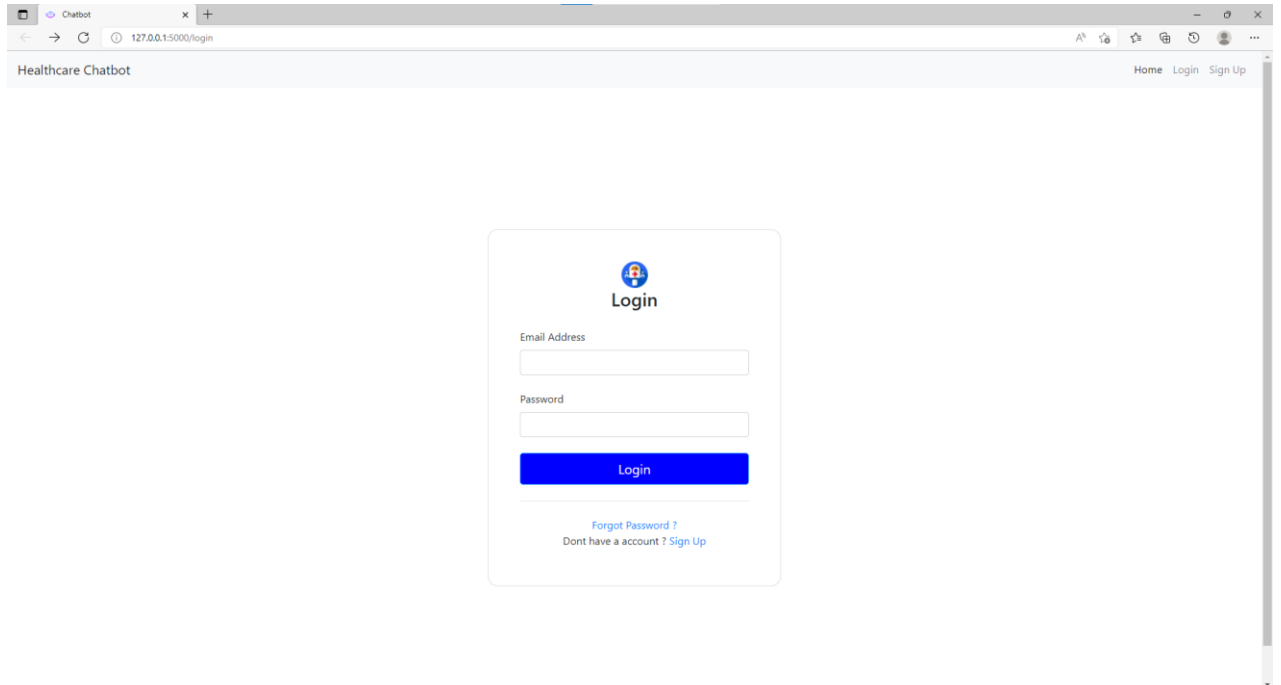 Chatbot
127.0.0.1:5000/login
Healthcare Chatbot
Home Login Sign Up
Login
Email Address
Password
Login
Forgot Password ?
Dont have a account ? Sign Up